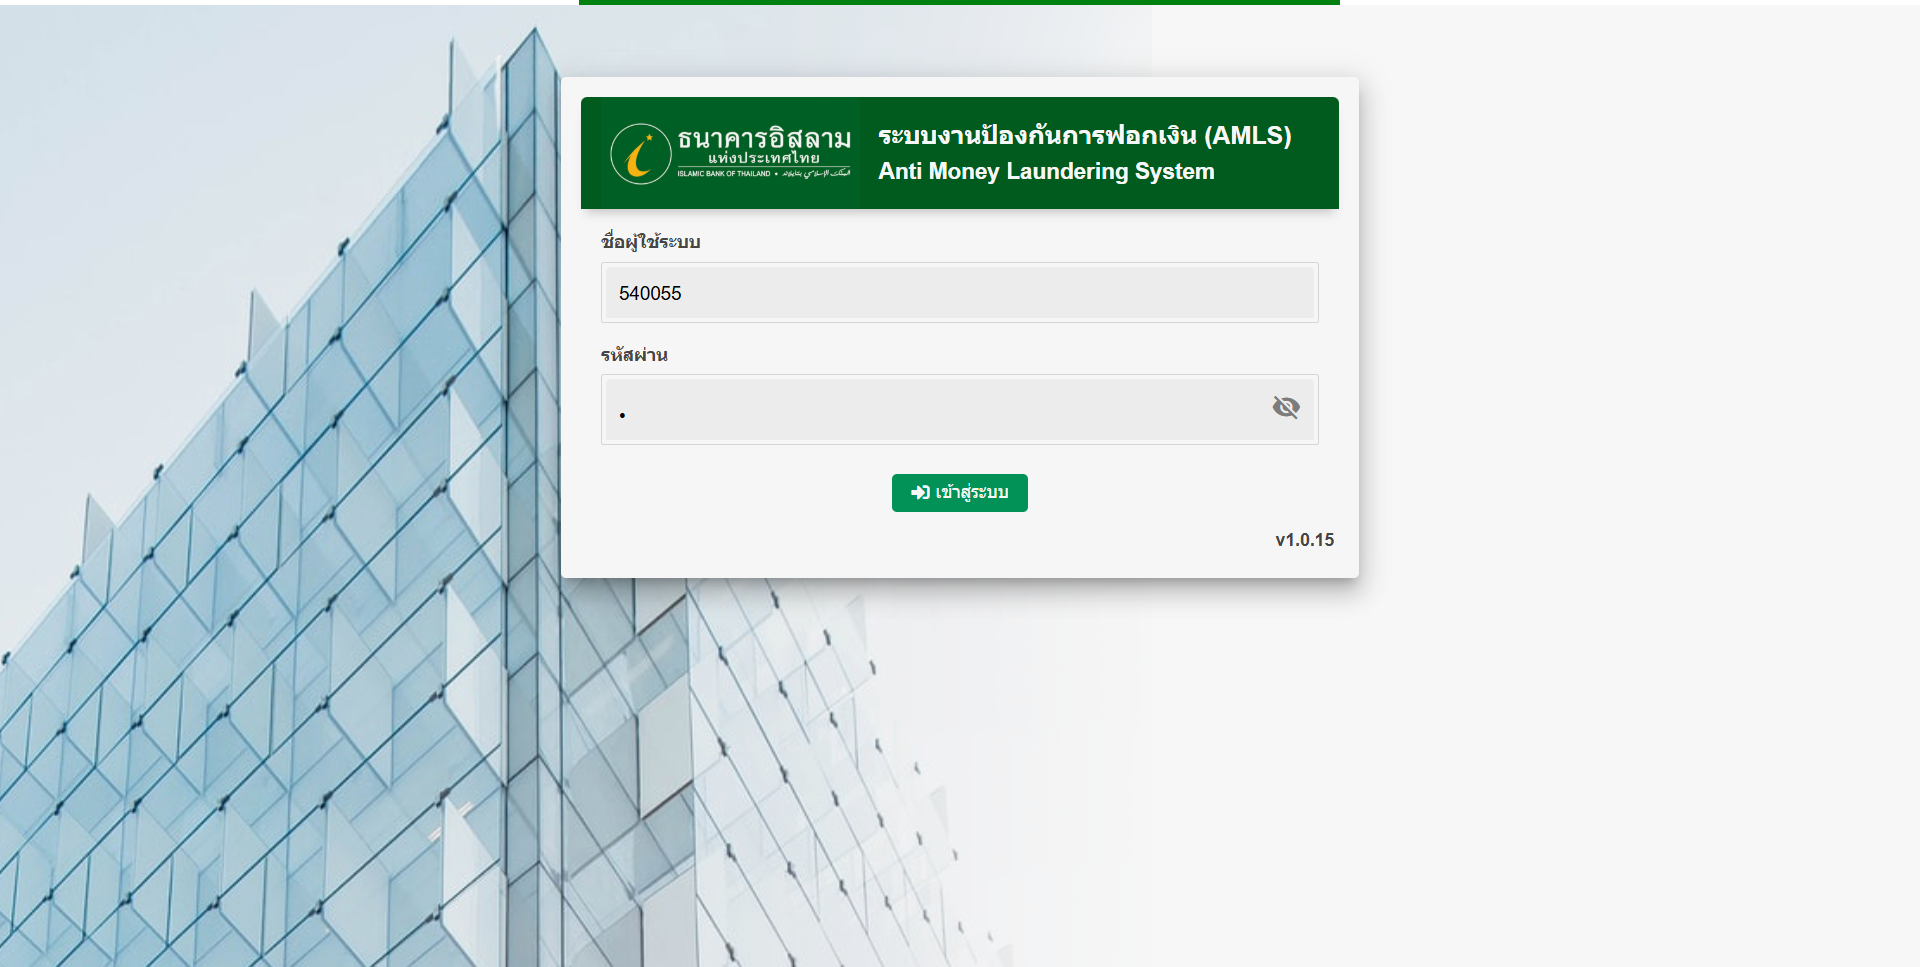 ธนาคารอิสลาม
แห่งประเทศไทย
ISLAMIC BANK OF THAILAND •
ระบบงานป้องกันการฟอกเงิน (AMLS)
Anti Money Laundering System
ชื่อผู้ใช้ระบบ
540055
รหัสผ่าน
•
เข้าสู่ระบบ
v1.0.15